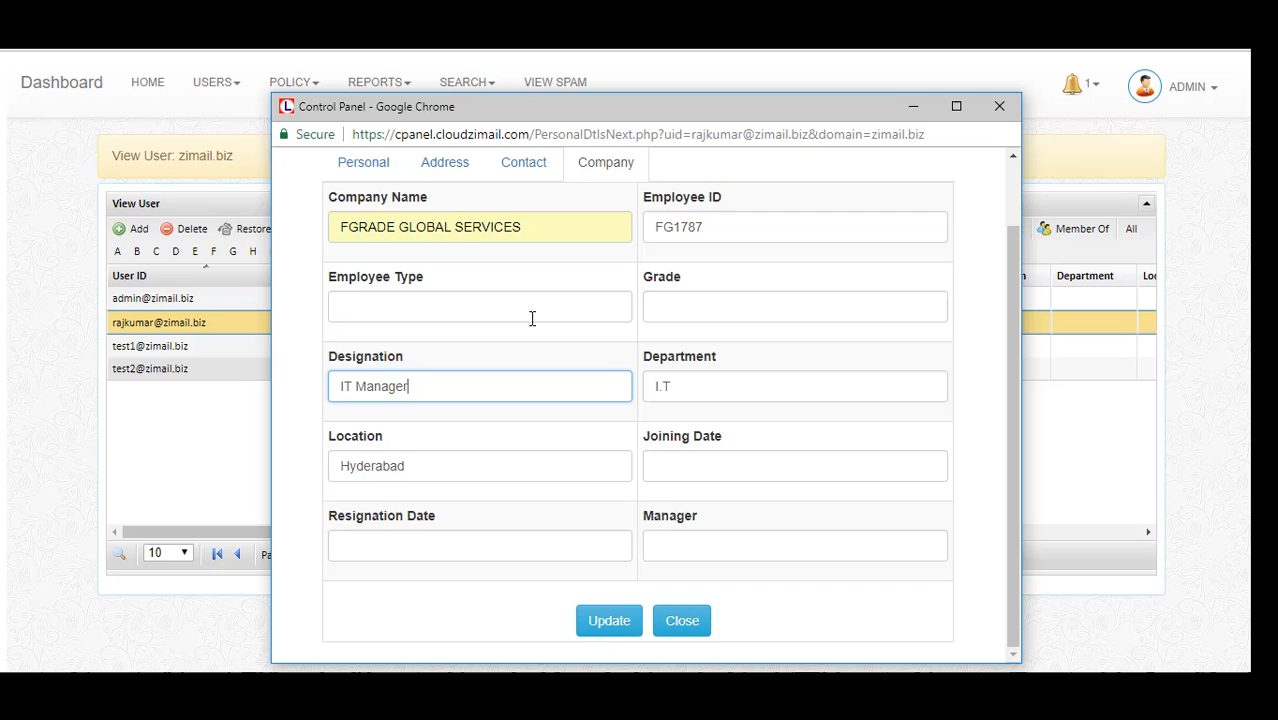 Dashboard HOME USERS POLICY REPORTS SEARCH VIEW SPAM 1 ADMIN
Control Panel - Google Chrome
Secure https://cpanel.cloudzimail.com/PersonalDtlsNext.php?uid=rajkumar@zimail.biz&domain=zimail.biz
View User: zimail.biz
Personal Address Contact Company
View User
Add Delete Restore
Member Of All
A B C D E F G H
User ID
Department Loc
admin@zimail.biz
rajkumar@zimail.biz
test1@zimail.biz
test2@zimail.biz
10
Pa
Company Name Employee ID
FGRADE GLOBAL SERVICES FG1787
Employee Type Grade
Designation Department
IT Manager I.T
Location Joining Date
Hyderabad
Resignation Date Manager
Update Close